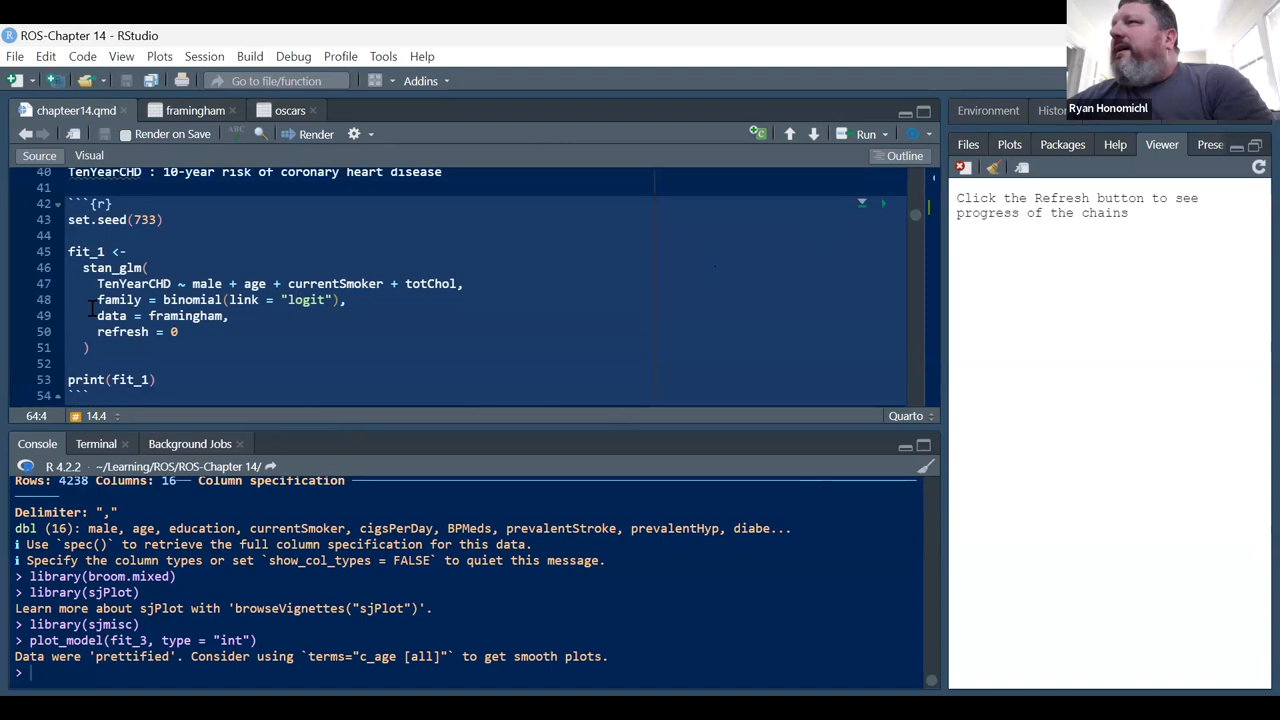 ROS-Chapter 14 - RStudio
File Edit Code View Plots Session Build Debug Profile Tools Help
Go to file/function Addins
Ryan Honomichl
chapteer14.qmd framingham oscars
Render on Save ABC Render Run
Source Visual Outline
40 TenYearCHD : 10-year risk of coronary heart disease
41
42 ```{r}
43 set.seed(733)
44
45 fit_1 <-
46 stan_glm(
47 TenYearCHD ~ male + age + currentSmoker + totChol,
48 family = binomial(link = "logit"),
49 data = framingham,
50 refresh = 0
51 )
52
53 print(fit_1)
54 ```
64:4 # 14.4 Quarto
Console Terminal Background Jobs
R 4.2.2 · ~/Learning/ROS/ROS-Chapter 14/
Rows: 4238 Columns: 16── Column specification ────────
──────
Delimiter: ","
dbl (16): male, age, education, currentSmoker, cigsPerDay, BPMeds, prevalentStroke, prevalentHyp, diabe...
ℹ Use `spec()` to retrieve the full column specification for this data.
ℹ Specify the column types or set `show_col_types = FALSE` to quiet this message.
> library(broom.mixed)
> library(sjPlot)
Learn more about sjPlot with 'browseVignettes("sjPlot")'.
> library(sjmisc)
> plot_model(fit_3, type = "int")
Data were 'prettified'. Consider using `terms="c_age [all]"` to get smooth plots.
>
Environment Histo
Files Plots Packages Help Viewer Prese
Click the Refresh button to see
progress of the chains